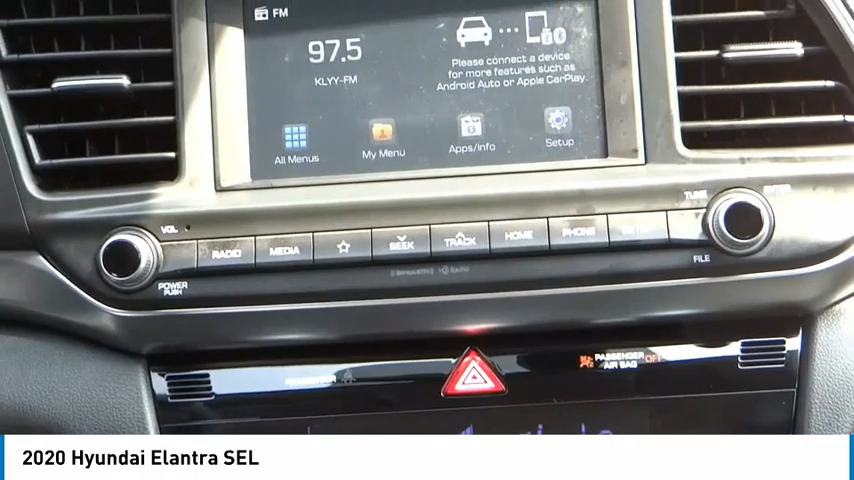 FM
97.5
KLYY-FM
Please connect a device
for more features such as
Android Auto or Apple CarPlay
All Menus
My Menu
Apps/Info
Setup
VOL
TUNE
ENTER
RADIO
MEDIA
SEEK
TRACK
HOME
PHONE
SETUP
POWER
PUSH
FILE
PASSENGER
AIR BAG
OFF
2020 Hyundai Elantra SEL